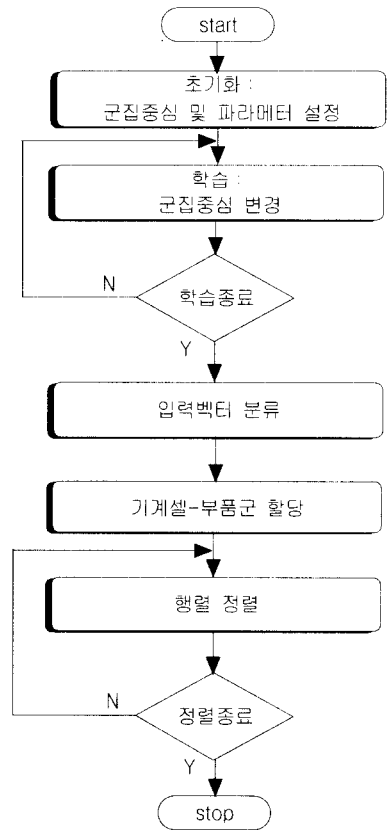 start
초기화 :
군집중심 및 파라메터 설정
학습 :
군집중심 변경
N
학습종료
Y
입력벡터 분류
기계셀-부품군 할당
행렬 정렬
N
정렬종료
Y
stop